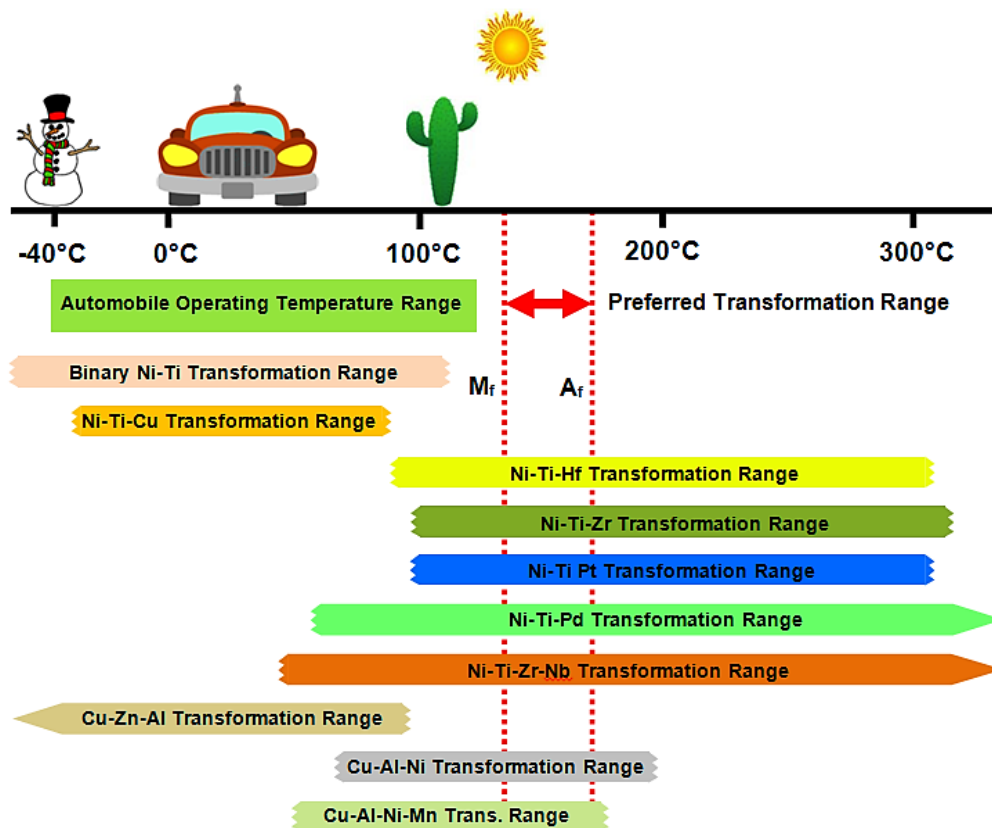 -40°C
0°C
100°C
200°C
300°C
Automobile Operating Temperature Range
Preferred Transformation Range
Binary Ni-Ti Transformation Range
Mf
Af
Ni-Ti-Cu Transformation Range
Ni-Ti-Hf Transformation Range
Ni-Ti-Zr Transformation Range
Ni-Ti Pt Transformation Range
Ni-Ti-Pd Transformation Range
Ni-Ti-Zr-Nb Transformation Range
Cu-Zn-Al Transformation Range
Cu-Al-Ni Transformation Range
Cu-Al-Ni-Mn Trans. Range